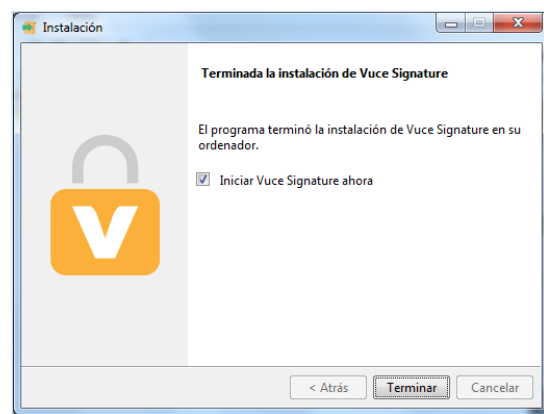 Instalación
Terminada la instalación de Vuce Signature
El programa terminó la instalación de Vuce Signature en su
ordenador.
Iniciar Vuce Signature ahora
V
< Atrás
Terminar
Cancelar